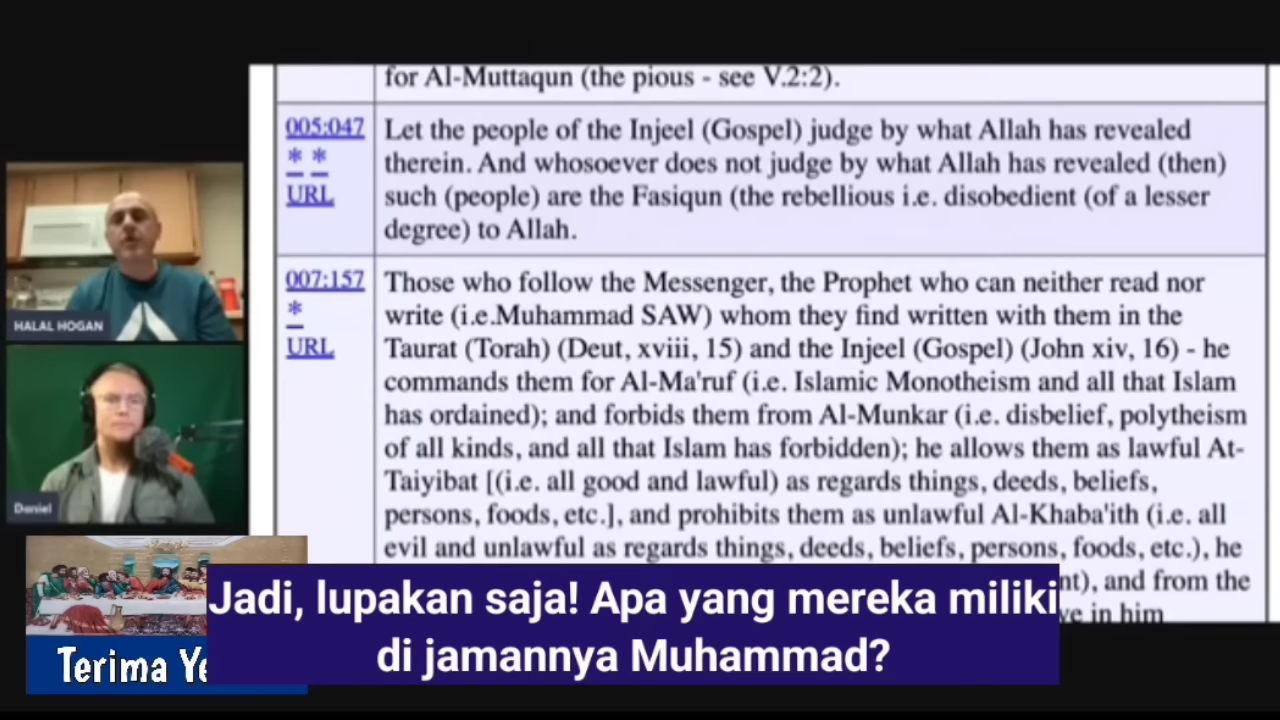 for Al-Muttaqun (the pious - see V.2:2).
005:047
* *
URL
Let the people of the Injeel (Gospel) judge by what Allah has revealed
therein. And whosoever does not judge by what Allah has revealed (then)
such (people) are the Fasiqun (the rebellious i.e. disobedient (of a lesser
degree) to Allah.
007:157
*
URL
Those who follow the Messenger, the Prophet who can neither read nor
write (i.e.Muhammad SAW) whom they find written with them in the
Taurat (Torah) (Deut, xviii, 15) and the Injeel (Gospel) (John xiv, 16) - he
commands them for Al-Ma'ruf (i.e. Islamic Monotheism and all that Islam
has ordained); and forbids them from Al-Munkar (i.e. disbelief, polytheism
of all kinds, and all that Islam has forbidden); he allows them as lawful At-
Taiyibat [(i.e. all good and lawful) as regards things, deeds, beliefs,
persons, foods, etc.], and prohibits them as unlawful Al-Khaba'ith (i.e. all
evil and unlawful as regards things, deeds, beliefs, persons, foods, etc.), he
and from the
in him
HALAL HOGAN
Daniel
Terima
Jadi, lupakan saja! Apa yang mereka miliki
di jamannya Muhammad?